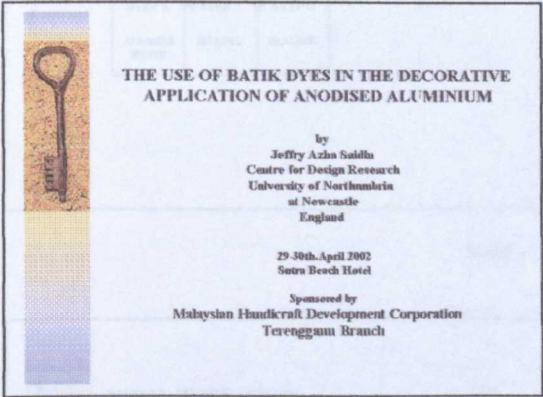 THE USE OF BATIK DYES IN THE DECORATIVE
APPLICATION OF ANODISED ALUMINIUM
by
Jeffry Azha
Centre for Design Research
University of Northumbria
at Newcastle
England
29-30th.April 2002
Sutra Beach Hotel
Sponsored by
Malaysian Handicraft Development Corporation
Terengganu Branch